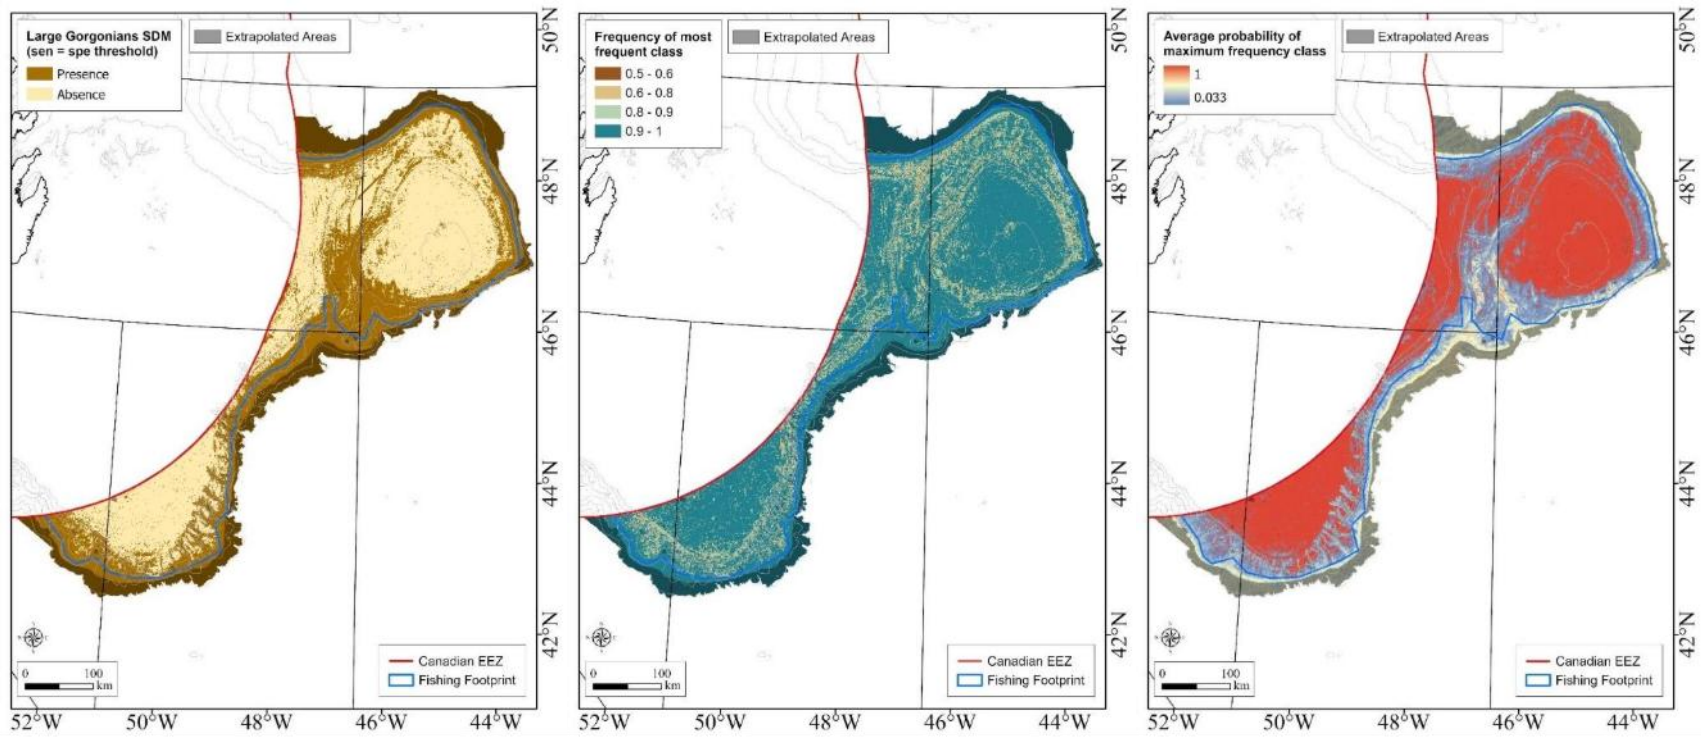 Large Gorgonians SDM
(sen = spe threshold)
Presence
Absence
Extrapolated Areas
50°N
48°N
46°N
44°N
42°N
0 100
km
Canadian EEZ
Fishing Footprint
52°W 50°W 48°W 46°W 44°W
Frequency of most
frequent class
0.5 - 0.6
0.6 - 0.8
0.8 - 0.9
0.9 - 1
Extrapolated Areas
50°N
48°N
46°N
44°N
42°N
0 100
km
Canadian EEZ
Fishing Footprint
52°W 50°W 48°W 46°W 44°W
Average probability of
maximum frequency class
1
0.033
Extrapolated Areas
50°N
48°N
46°N
44°N
42°N
0 100
km
Canadian EEZ
Fishing Footprint
52°W 50°W 48°W 46°W 44°W